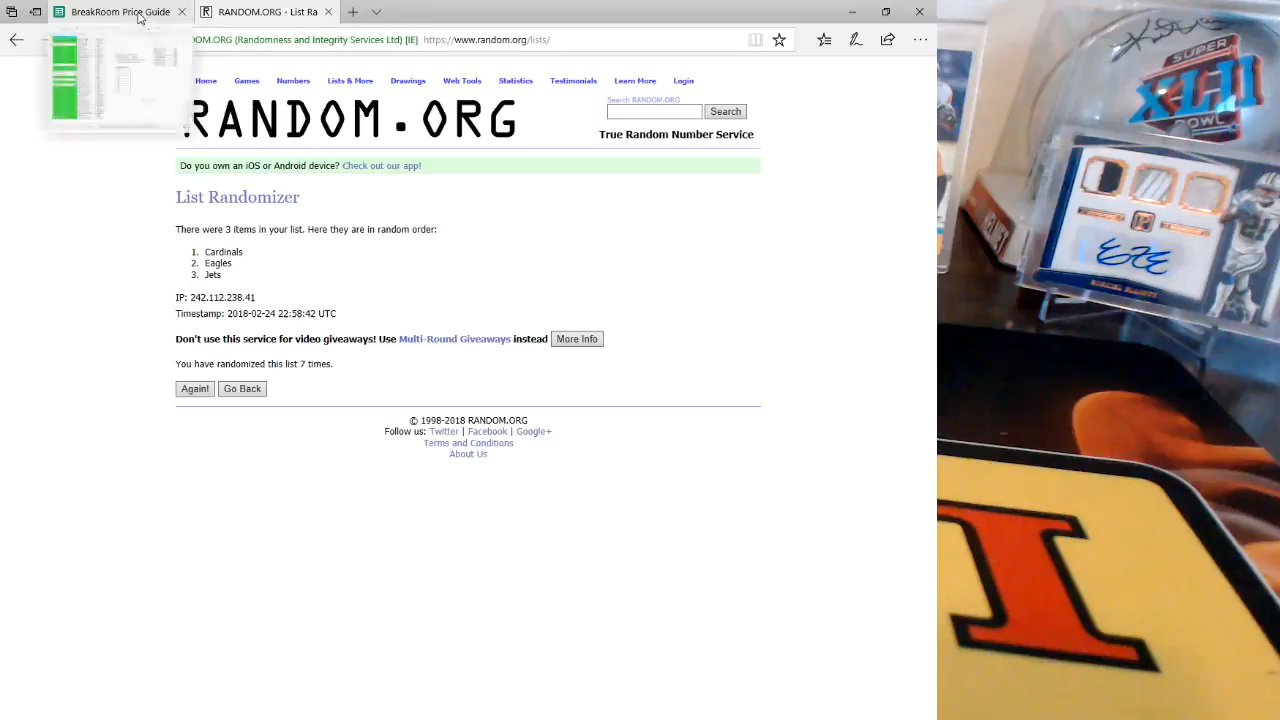 BreakRoom Price Guide
RANDOM.ORG - List Ra
DOM.ORG (Randomness and Integrity Services Ltd) [IE] https://www.random.org/lists/
Home Games Numbers Lists & More Drawings Web Tools Statistics Testimonials Learn More Login
RANDOM.ORG
Search RANDOM.ORG
Search
True Random Number Service
Do you own an iOS or Android device? Check out our app!
List Randomizer
There were 3 items in your list. Here they are in random order:
1. Cardinals
2. Eagles
3. Jets
IP: 242.112.238.41
Timestamp: 2018-02-24 22:58:42 UTC
Don't use this service for video giveaways! Use Multi-Round Giveaways instead More Info
You have randomized this list 7 times.
Again! Go Back
© 1998-2018 RANDOM.ORG
Follow us: Twitter | Facebook | Google+
Terms and Conditions
About Us
SUPER
XLII
BOWL
21
I